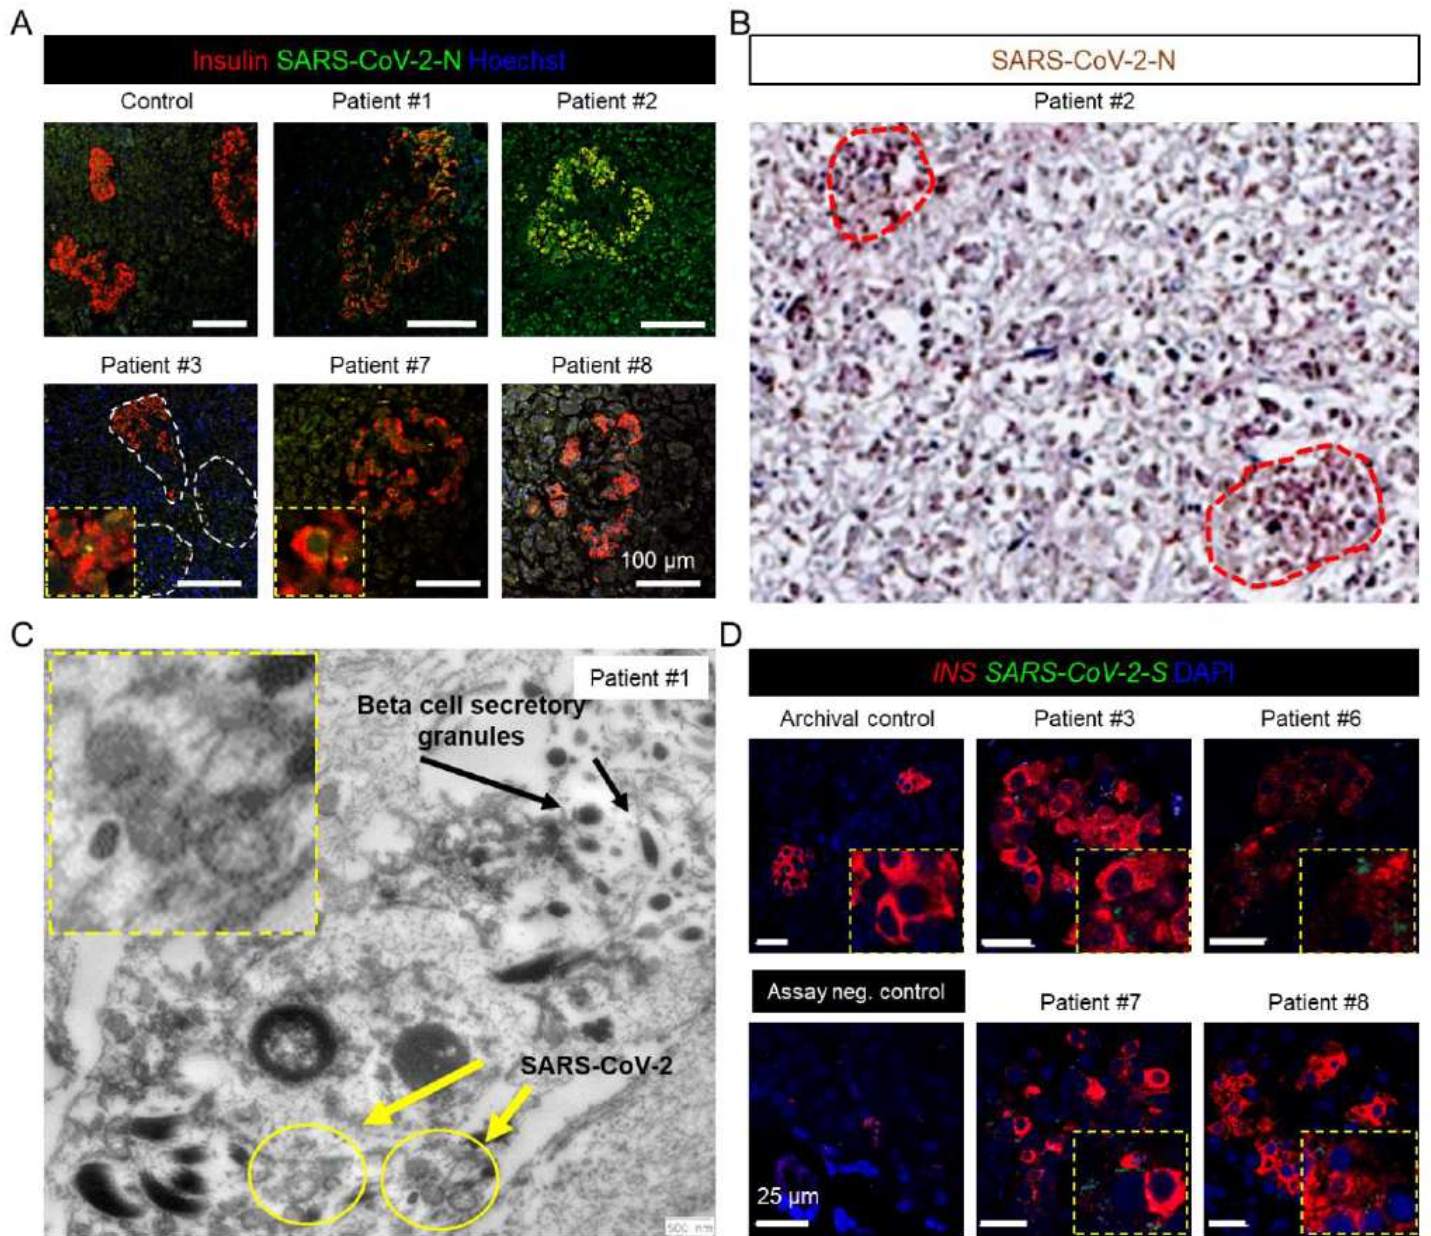 A
Insulin SARS-CoV-2-N Hoechst
Control
Patient #1
Patient #2
Patient #3
Patient #7
Patient #8
100 µm
B
SARS-CoV-2-N
Patient #2
C
Patient #1
Beta cell secretory
granules
SARS-CoV-2
500 nm
D
INS SARS-CoV-2-S DAPI
Archival control
Patient #3
Patient #6
Assay neg. control
Patient #7
Patient #8
25 µm